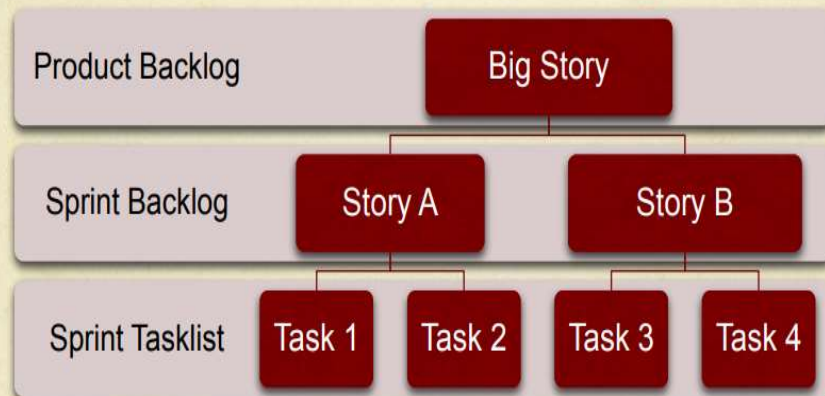 Product Backlog
Big Story
Sprint Backlog
Story A
Story B
Sprint Tasklist
Task 1
Task 2
Task 3
Task 4